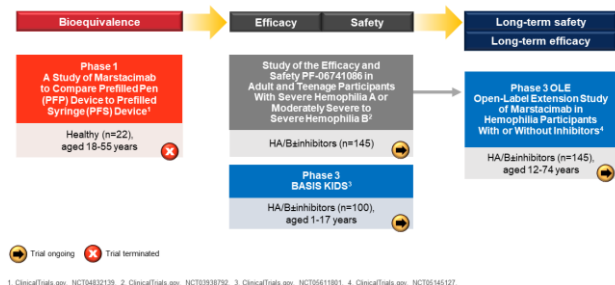 Bioequivalence
Efficacy
Safety
Long-term safety
Long-term efficacy
Phase 1
A Study of Marstacimab
to Compare Prefilled Pen
(PFP) Device to Prefilled
Syringe (PFS) Device¹
Healthy (n=22),
aged 18-55 years
Study of the Efficacy and
Safety PF-06741086 in
Adult and Teenage Participants
With Severe Hemophilia A or
Moderately Severe to
Severe Hemophilia B²
HA/B±inhibitors (n=145)
Phase 3
BASIS KIDS³
HA/B±inhibitors (n=100),
aged 1-17 years
Phase 3 OLE
Open-Label Extension Study
of Marstacimab in
Hemophilia Participants
With or Without Inhibitors⁴
HA/B±inhibitors (n=145),
aged 12-74 years
Trial ongoing
Trial terminated
1. ClinicalTrials.gov. NCT04832139. 2. ClinicalTrials.gov. NCT03938792. 3. ClinicalTrials.gov. NCT05611801. 4. ClinicalTrials.gov. NCT05145127.